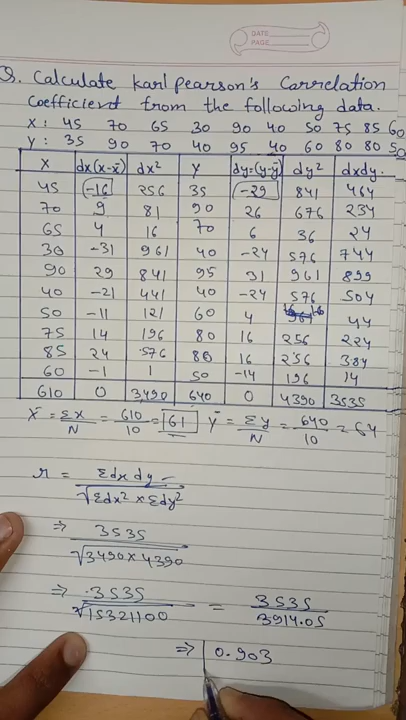 DATE
PAGE
Q. Calculate Karl pearson's Carrelation
Coefficient from the following data.
X: 45 70 65 30 90 40 50 75 85 60
Y: 35 90 70 40 95 40 60 80 80 50
X dx(x-x̄) dx² Y dy=(y-ȳ) dy² dxdy.
45 -16 256 35 -29 841 464
70 9 81 90 26 676 234
65 4 16 70 6 36 24
30 -31 961 40 -24 576 744
90 29 841 95 31 961 899
40 -21 441 40 -24 576 504
50 -11 121 60 4 16 44
75 14 196 80 16 256 224
85 24 576 80 16 256 384
60 -1 1 50 -14 196 14
610 0 3490 640 0 4390 3535
X̄ = Σx/N = 610/10 = 61 Ȳ = Σy/N = 640/10 = 64
r = Σdxdy/√Σdx² × Σdy²
⇒ 3535/√3490×4390
⇒ 3535/√15321100 = 3535/3914.05
⇒ 0.903